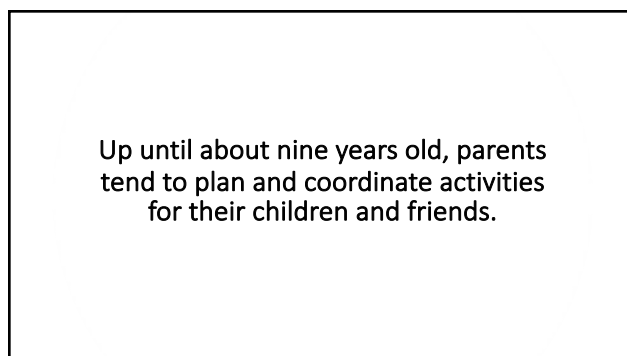 Up until about nine years old, parents
tend to plan and coordinate activities
for their children and friends.